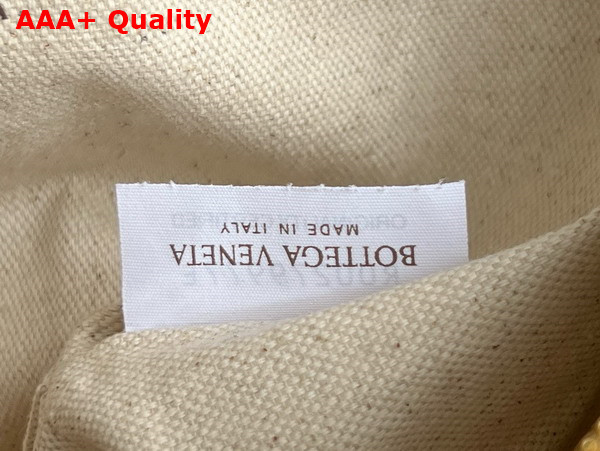 AAA+ Quality
BOTTEGA VENETA
MADE IN ITALY